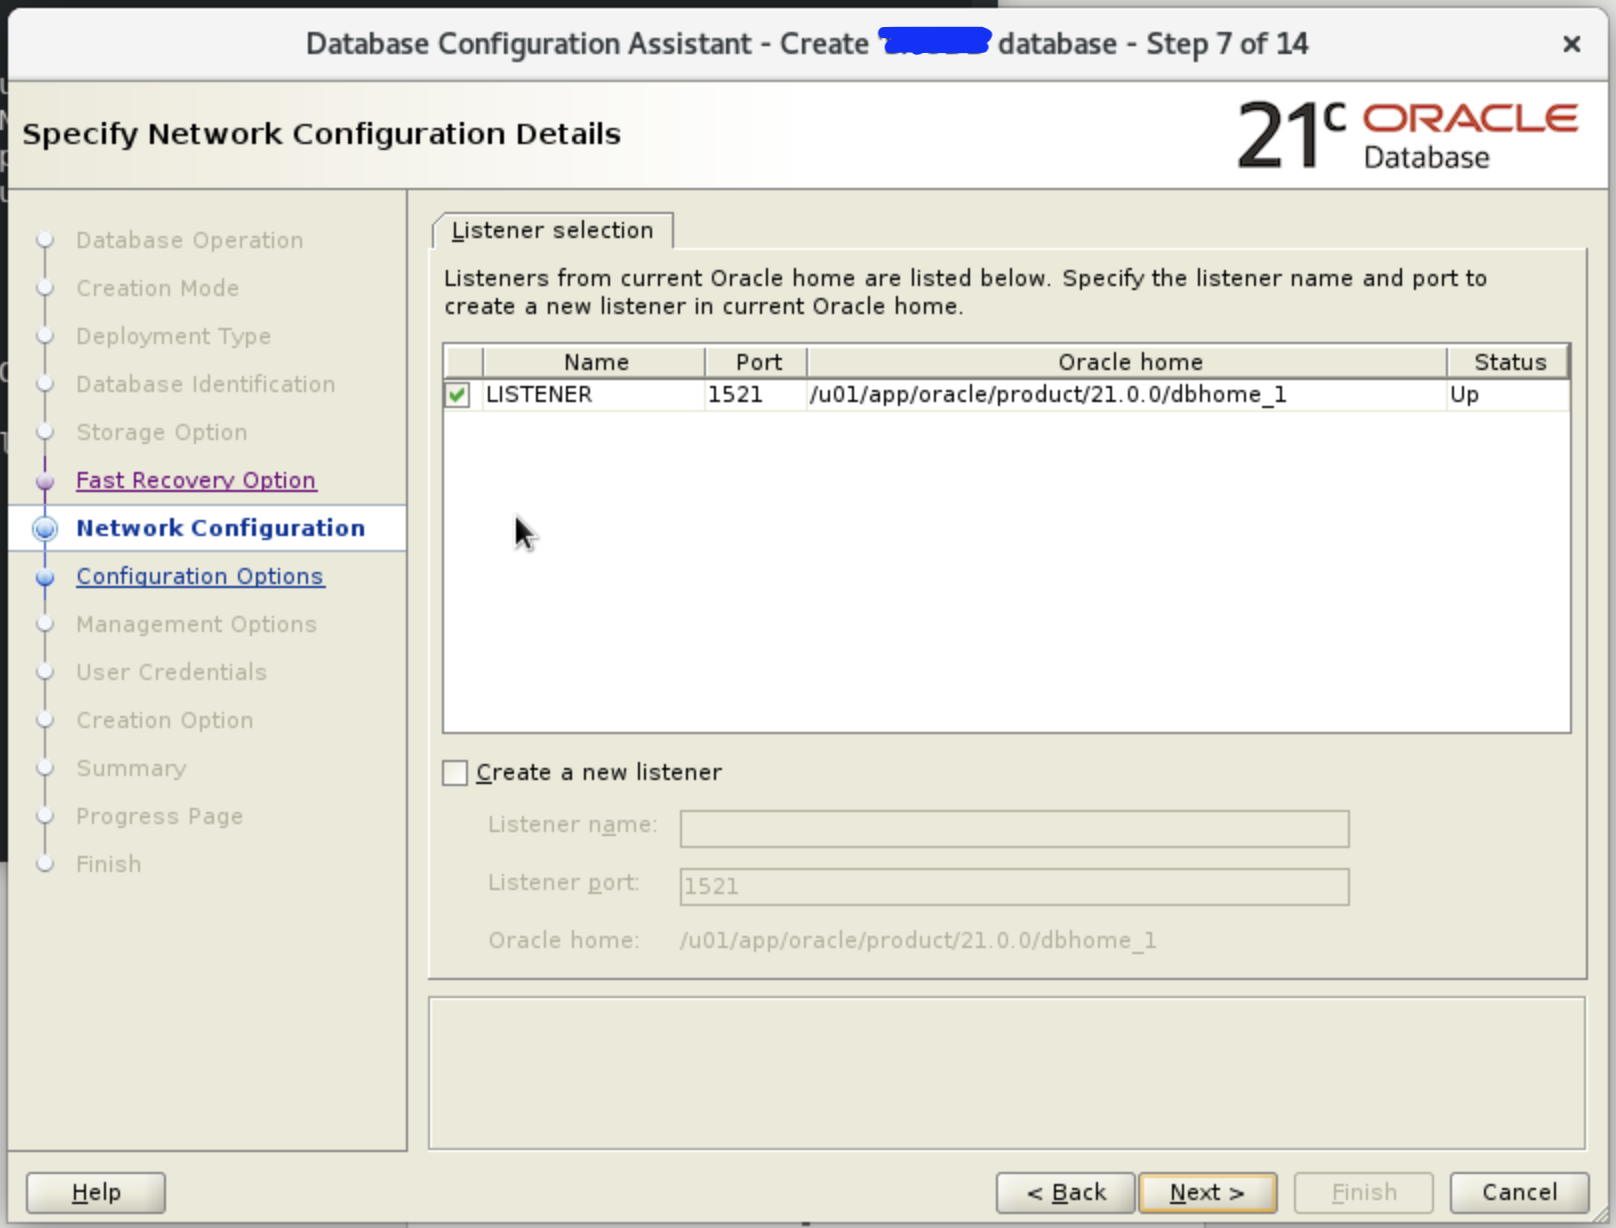 Database Configuration Assistant - Create database - Step 7 of 14
Specify Network Configuration Details
21c ORACLE
Database
Database Operation
Creation Mode
Deployment Type
Database Identification
Storage Option
Fast Recovery Option
Network Configuration
Configuration Options
Management Options
User Credentials
Creation Option
Summary
Progress Page
Finish
Listener selection
Listeners from current Oracle home are listed below. Specify the listener name and port to
create a new listener in current Oracle home.
Name Port Oracle home Status
LISTENER 1521 /u01/app/oracle/product/21.0.0/dbhome_1 Up
Create a new listener
Listener name:
Listener port: 1521
Oracle home: /u01/app/oracle/product/21.0.0/dbhome_1
Help
< Back
Next >
Finish
Cancel